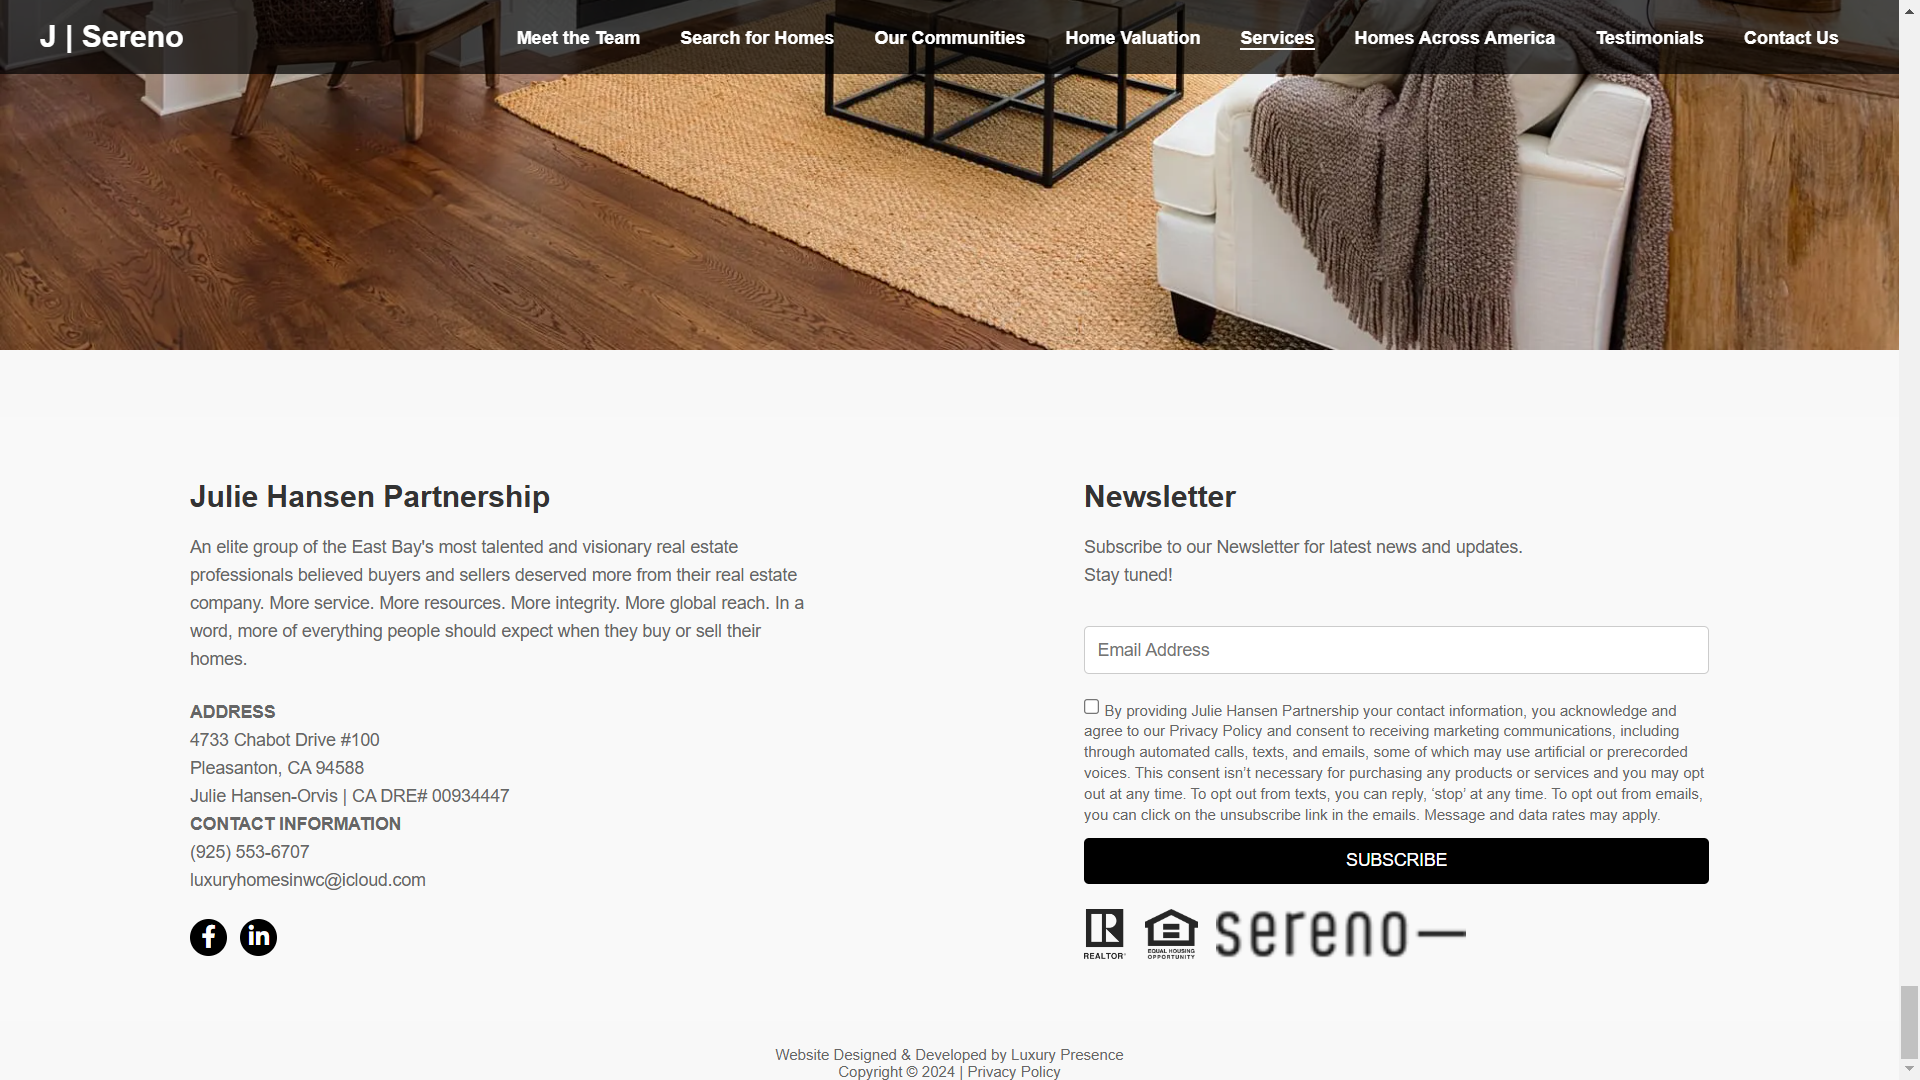 J | Sereno
Meet the Team
Search for Homes
Our Communities
Home Valuation
Services
Homes Across America
Testimonials
Contact Us
Julie Hansen Partnership
An elite group of the East Bay's most talented and visionary real estate
professionals believed buyers and sellers deserved more from their real estate
company. More service. More resources. More integrity. More global reach. In a
word, more of everything people should expect when they buy or sell their
homes.
ADDRESS
4733 Chabot Drive #100
Pleasanton, CA 94588
Julie Hansen-Orvis | CA DRE# 00934447
CONTACT INFORMATION
(925) 553-6707
luxuryhomesinwc@icloud.com
Newsletter
Subscribe to our Newsletter for latest news and updates.
Stay tuned!
Email Address
By providing Julie Hansen Partnership your contact information, you acknowledge and
agree to our Privacy Policy and consent to receiving marketing communications, including
through automated calls, texts, and emails, some of which may use artificial or prerecorded
voices. This consent isn’t necessary for purchasing any products or services and you may opt
out at any time. To opt out from texts, you can reply, ‘stop’ at any time. To opt out from emails,
you can click on the unsubscribe link in the emails. Message and data rates may apply.
SUBSCRIBE
REALTOR®
EQUAL HOUSING
OPPORTUNITY
sereno—
Website Designed & Developed by Luxury Presence
Copyright © 2024 | Privacy Policy